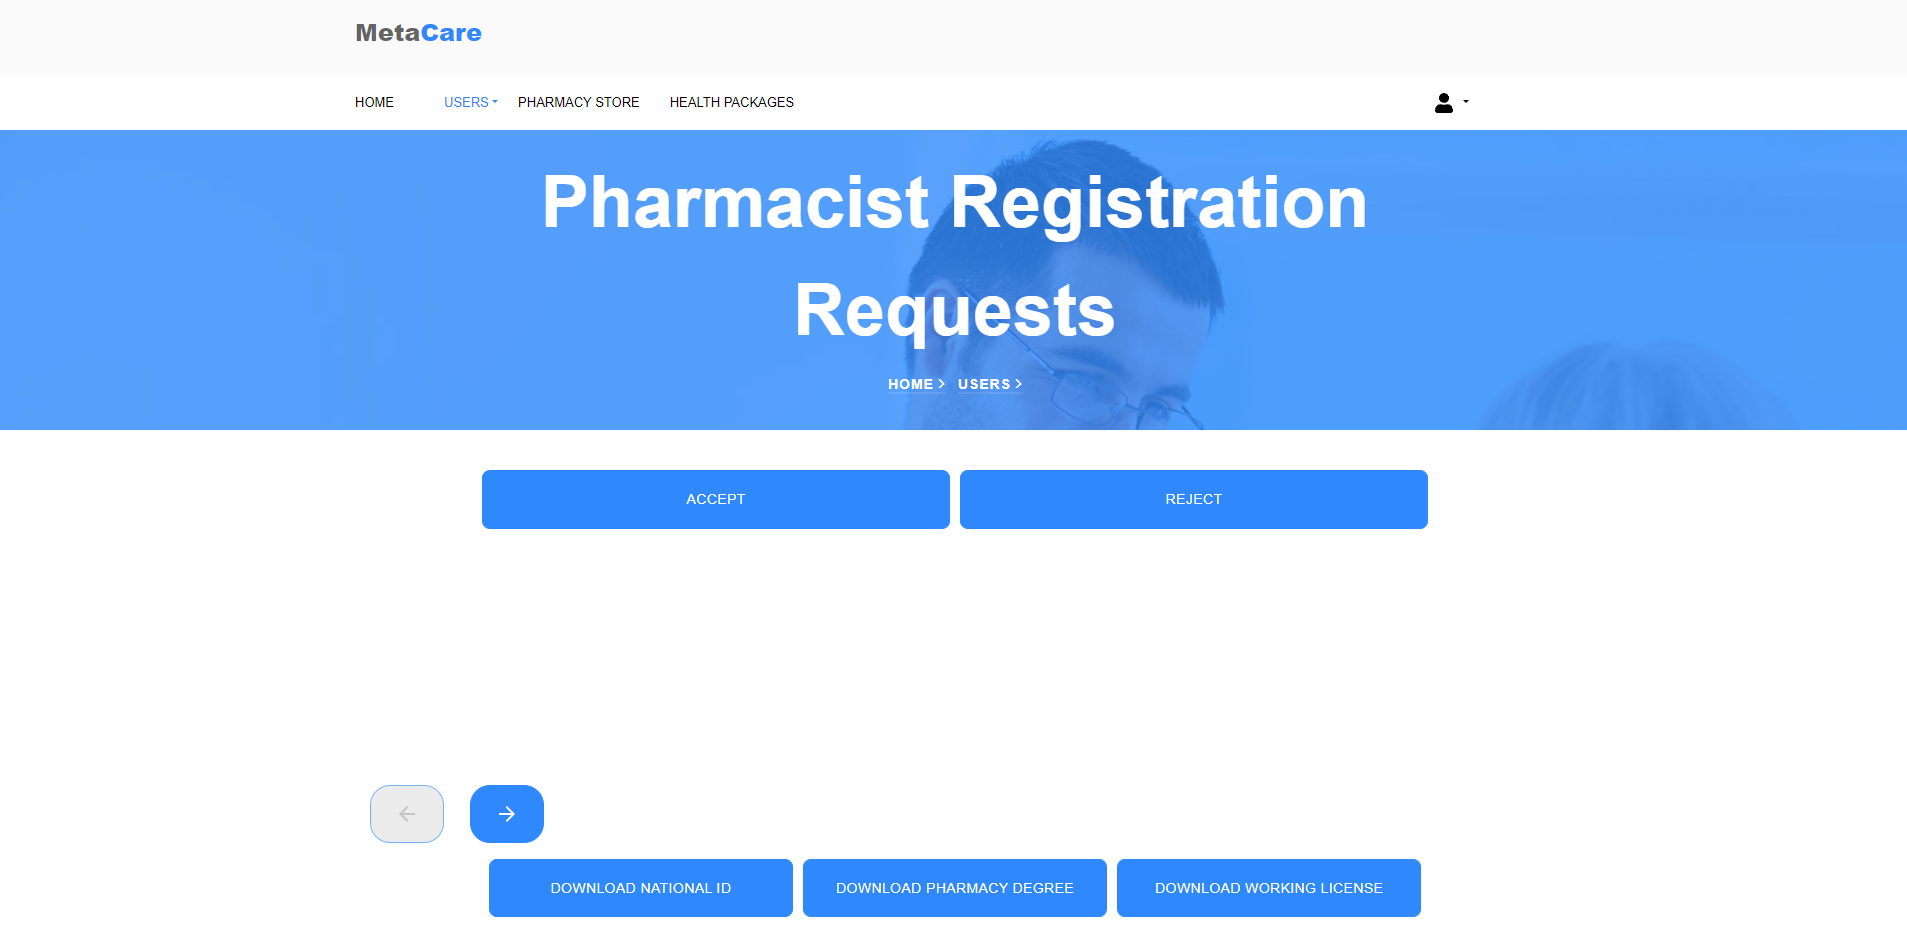 MetaCare
HOME USERS PHARMACY STORE HEALTH PACKAGES
Pharmacist Registration
Requests
HOME USERS
ACCEPT REJECT
DOWNLOAD NATIONAL ID DOWNLOAD PHARMACY DEGREE DOWNLOAD WORKING LICENSE